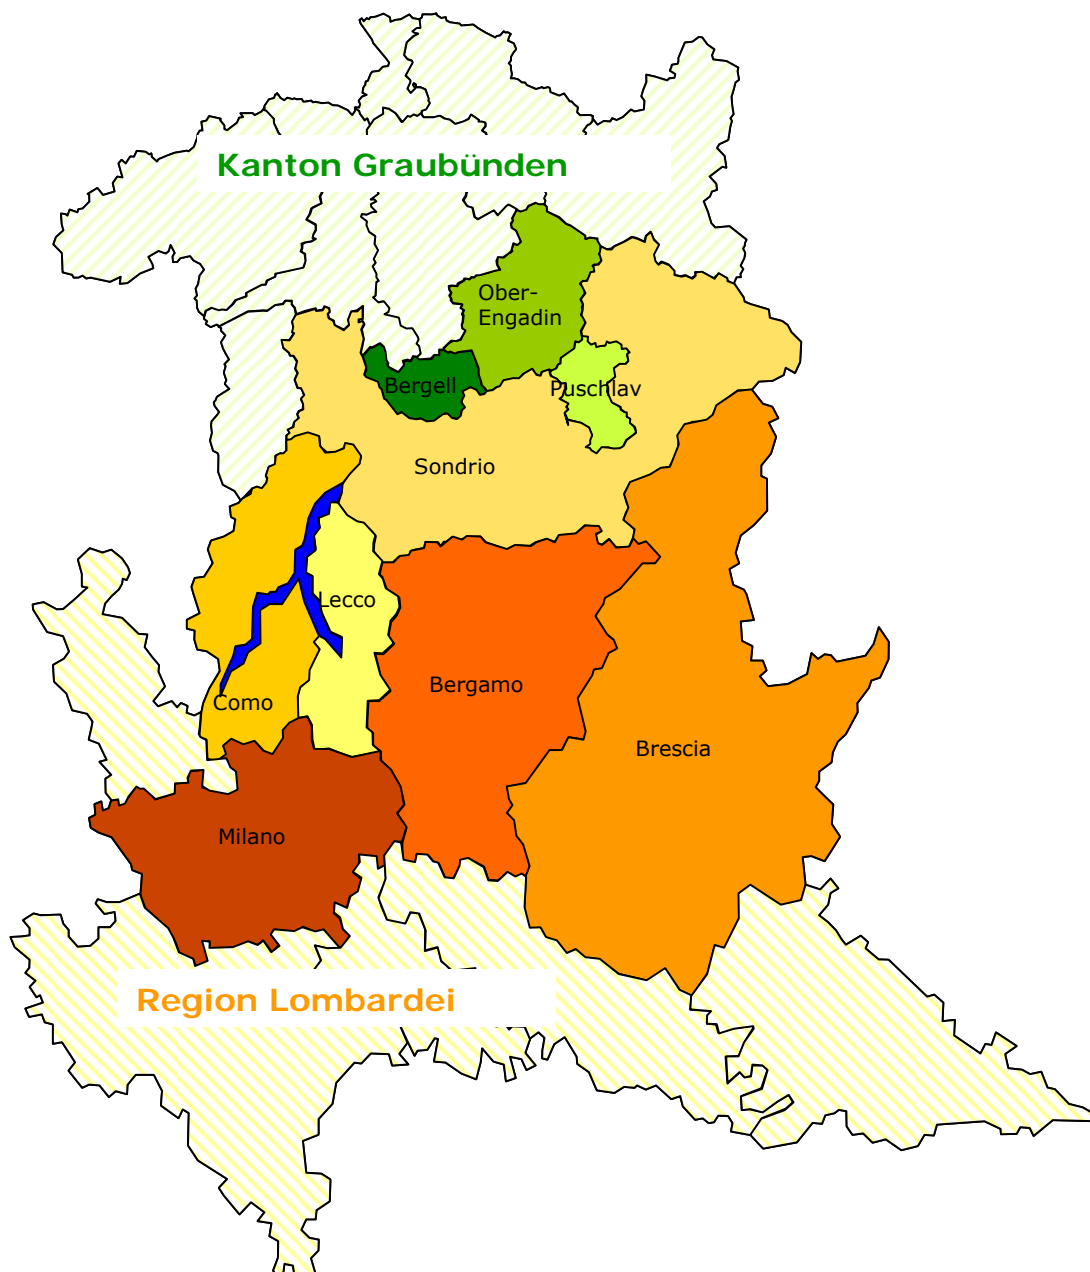 Kanton Graubünden
Ober-
Engadin
Bergell
Puschlav
Sondrio
Lecco
Bergamo
Como
Brescia
Milano
Region Lombardei